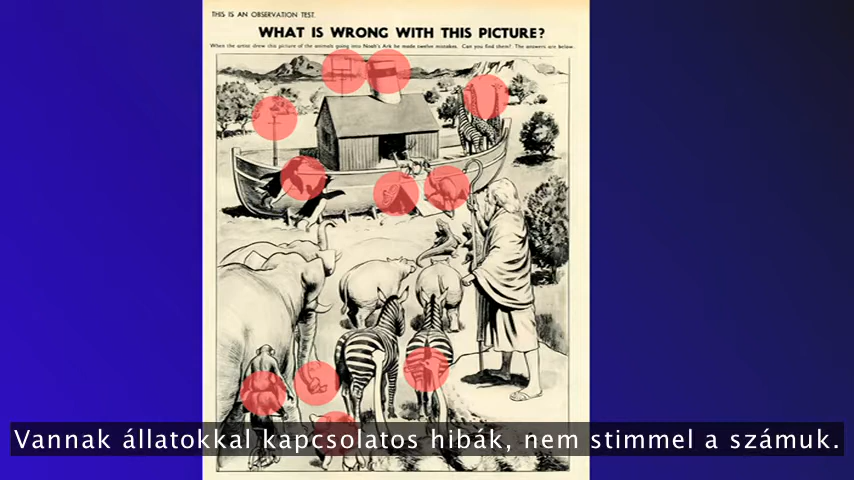 THIS IS AN OBSERVATION TEST.
WHAT IS WRONG WITH THIS PICTURE?
When the artist drew this picture of the animals going into Noah's Ark he made twelve mistakes. Can you find them? The answers are below.
Vannak állatokkal kapcsolatos hibák, nem stimmel a számuk.